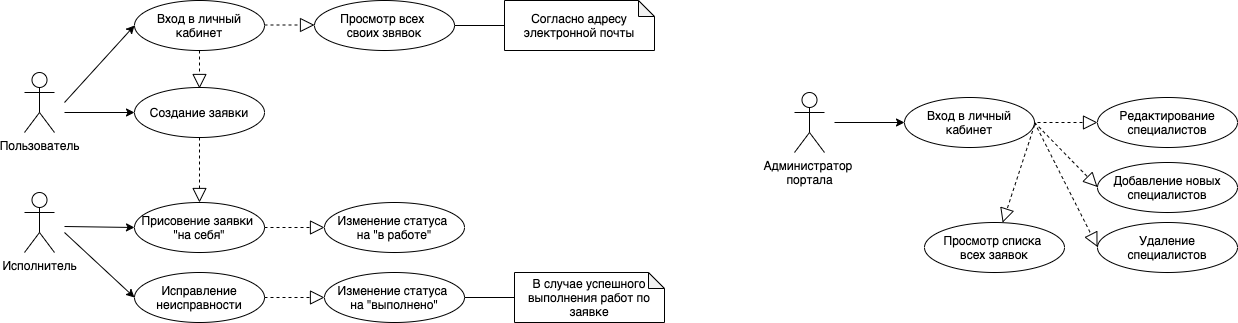 Вход в личный
кабинет
Просмотр всех
своих звявок
Согласно адресу
электронной почты
Пользователь
Создание заявки
Исполнитель
Присовение заявки
"на себя"
Изменение статуса
на "в работе"
Исправление
неисправности
Изменение статуса
на "выполнено"
В случае успешного
выполнения работ по
заявке
Администратор
портала
Вход в личный
кабинет
Редактирование
специалистов
Добавление новых
специалистов
Просмотр списка
всех заявок
Удаление
специалистов